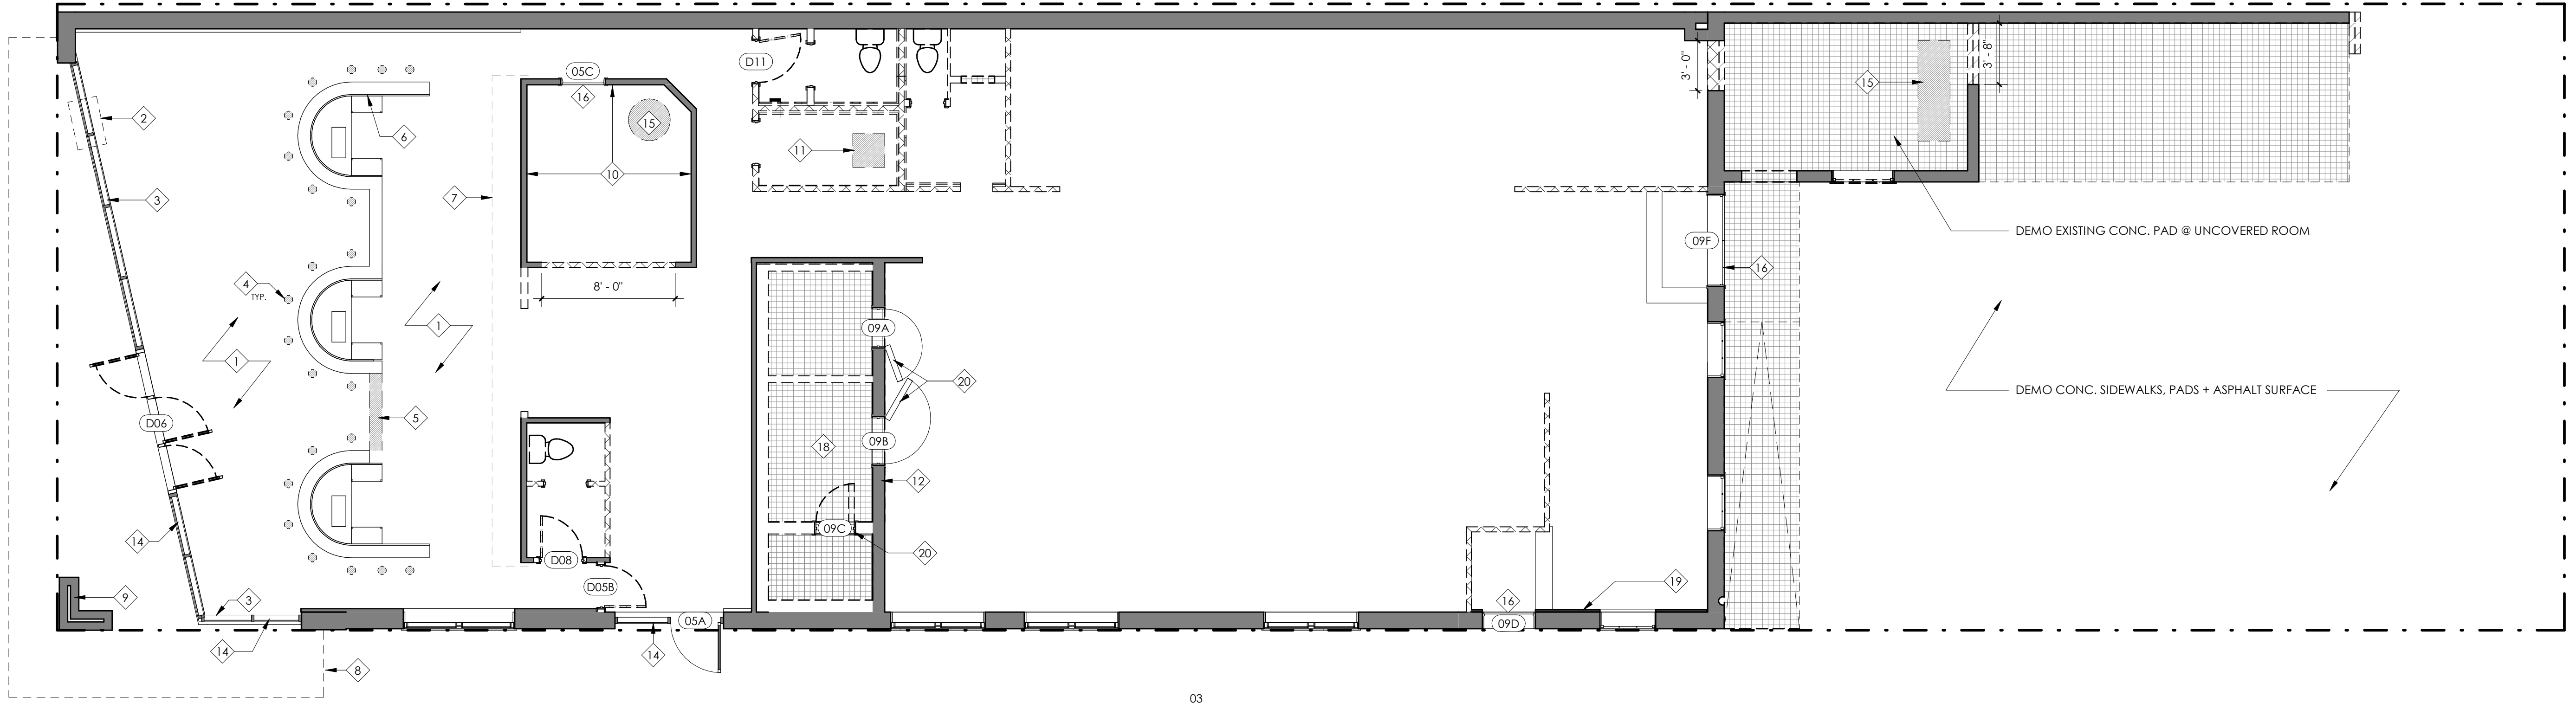 05C
16
D11
15
3' - 0"
3' - 8"
15
2
6
11
10
3
7
DEMO EXISTING CONC. PAD @ UNCOVERED ROOM
09F
16
4
TYP.
8' - 0"
1
1
09A
20
DEMO CONC. SIDEWALKS, PADS + ASPHALT SURFACE
5
D06
09B
18
12
14
09C
20
D08
D05B
9
3
19
16
05A
09D
14
14
8
03